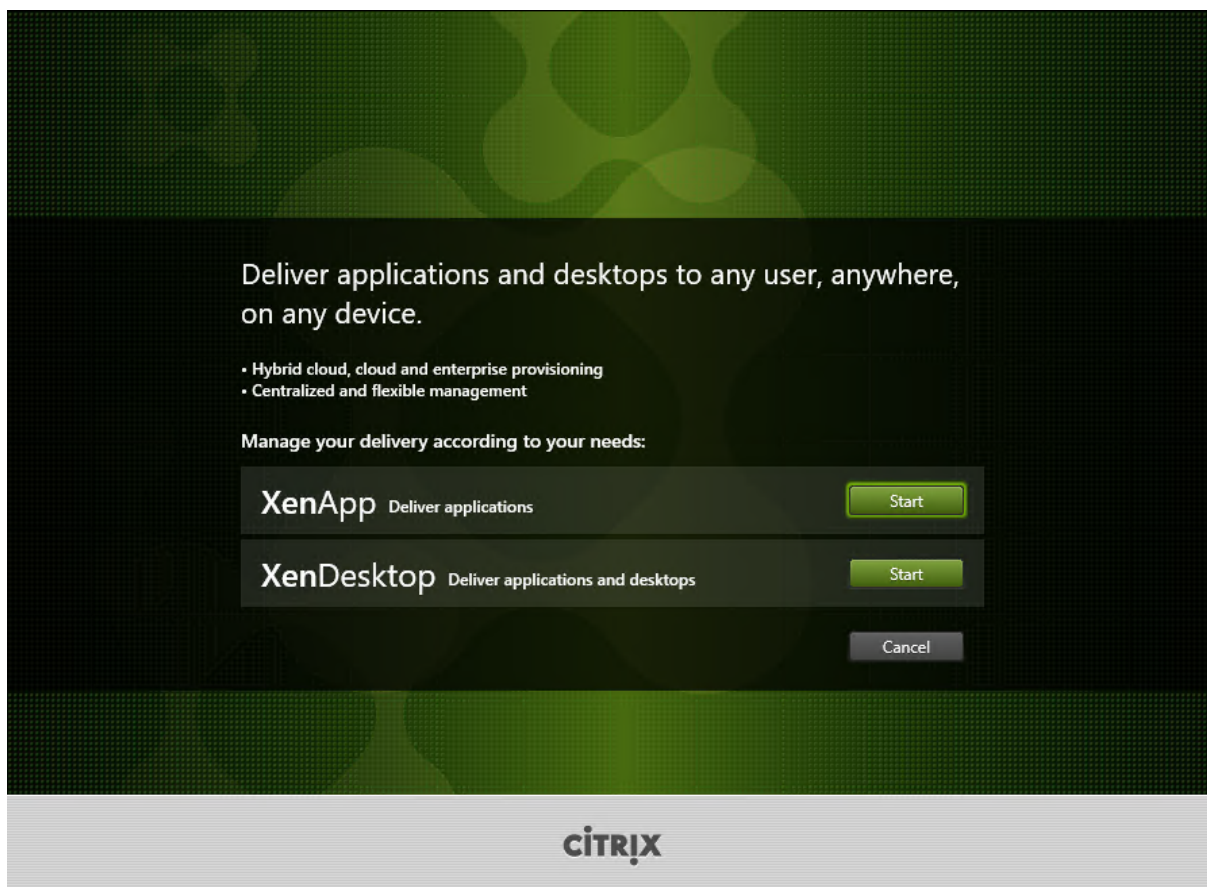 Deliver applications and desktops to any user, anywhere,
on any device.
• Hybrid cloud, cloud and enterprise provisioning
• Centralized and flexible management
Manage your delivery according to your needs:
XenApp Deliver applications Start
XenDesktop Deliver applications and desktops Start
Cancel
CİTRIX